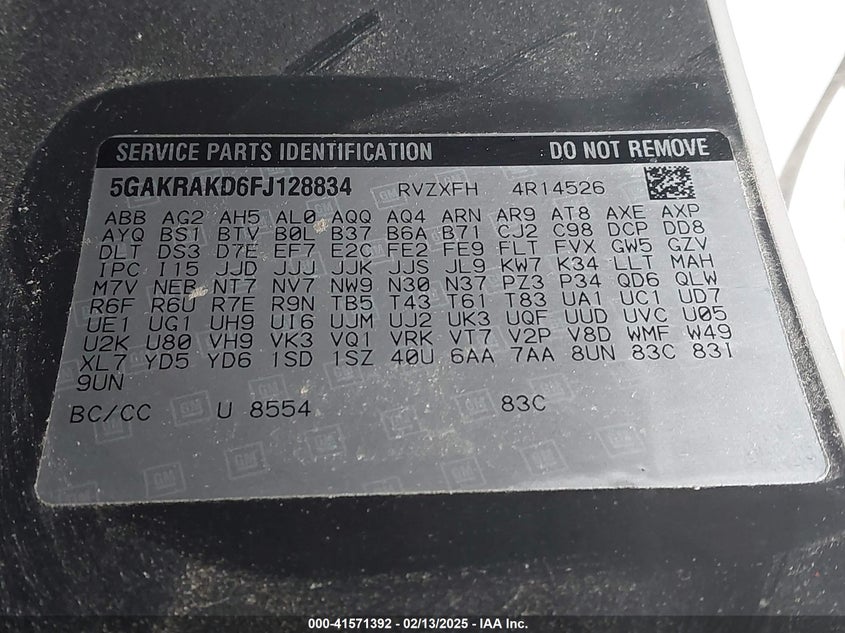 SERVICE PARTS IDENTIFICATION DO NOT REMOVE
5GAKRAKD6FJ128834 RVZXFH 4R14526
ABB AG2 AH5 AL0 AQQ AQ4 ARN AR9 AT8 AXE AXP
AYQ BS1 BTV B0L B37 B6A B71 CJ2 C98 DCP DD8
DLT DS3 D7E EF7 E2C FE2 FE9 FLT FVX GW5 GZV
IPC I15 JJD JJJ JJK JJS JL9 KW7 K34 LLT MAH
M7V NEB NT7 NV7 NW9 N30 N37 PZ3 P34 QD6 QLW
R6F R6U R7E R9N TB5 T43 T61 T83 UA1 UC1 UD7
UE1 UG1 UH9 UI6 UJM UJ2 UK3 UQF UUD UVC U05
U2K U80 VH9 VK3 VQ1 VRK VT7 V2P V8D WMF W49
XL7 YD5 YD6 1SD 1SZ 40U 6AA 7AA 8UN 83C 83I
9UN
BC/CC U 8554 83C
000-41571392 - 02/13/2025 - IAA Inc.